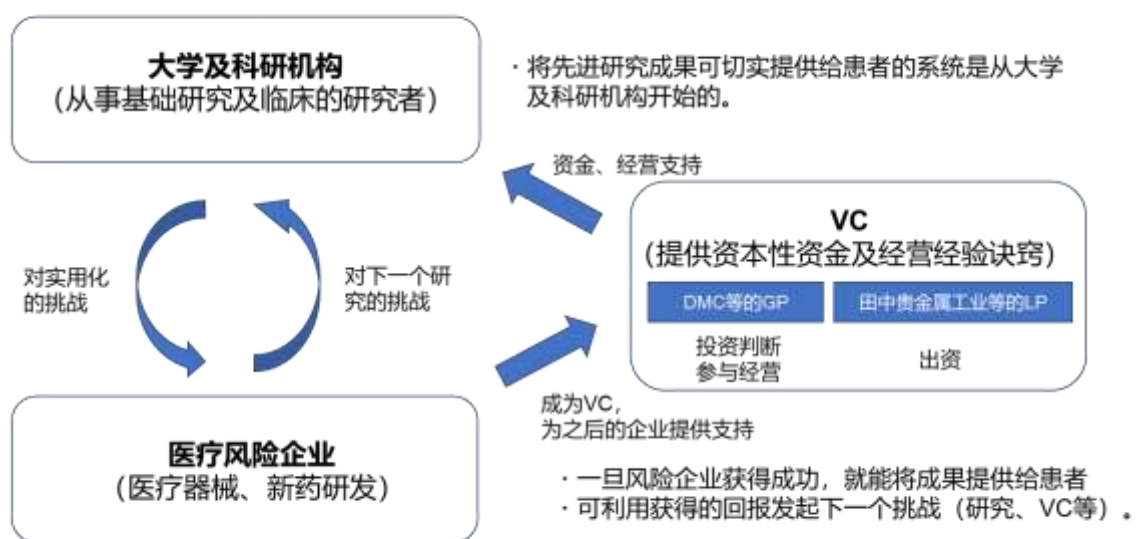 大学及科研机构
（从事基础研究及临床的研究者）
· 将先进研究成果可切实提供给患者的系统是从大学
及科研机构开始的。
资金、经营支持
VC
（提供资本性资金及经营经验诀窍）
DMC等的GP
田中贵金属工业等的LP
投资判断
参与经营
出资
对实用化
的挑战
对下一个研
究的挑战
成为VC，
为之后的企业提供支持
医疗风险企业
（医疗器械、新药研发）
· 一旦风险企业获得成功，就能将成果提供给患者
· 可利用获得的回报发起下一个挑战（研究、VC等）。